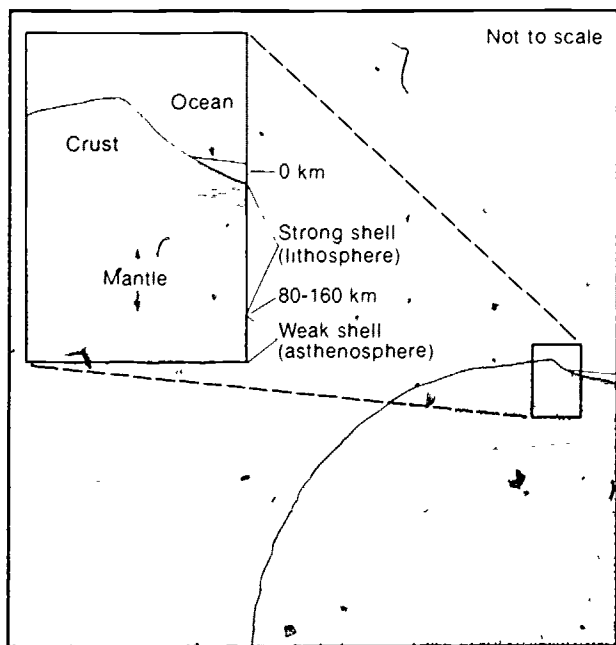 Not to scale
Ocean
Crust
0 km
Strong shell
(lithosphere)
Mantle
80-160 km
Weak shell
(asthenosphere)